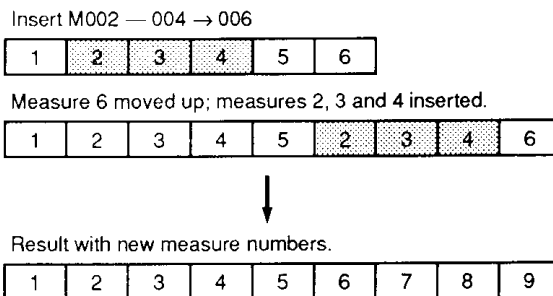 Insert M002 — 004 → 006
1 2 3 4 5 6
Measure 6 moved up; measures 2, 3 and 4 inserted.
1 2 3 4 5 2 3 4 6
Result with new measure numbers.
1 2 3 4 5 6 7 8 9